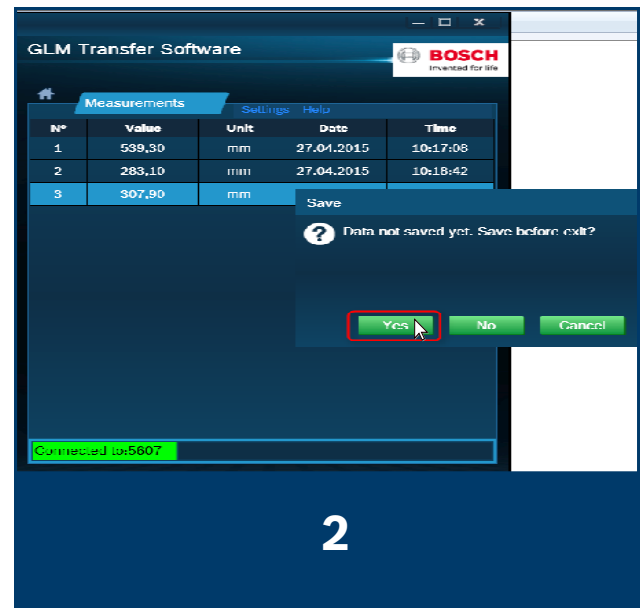 GLM Transfer Software
BOSCH
Invented for life
Measurements Settings Help
N° Value Unit Date Time
1 539,30 mm 27.04.2015 10:17:08
2 283,10 mm 27.04.2015 10:18:42
3 307,90 mm
Save
Data not saved yet. Save before exit?
Yes No Cancel
Connected to:5607
2